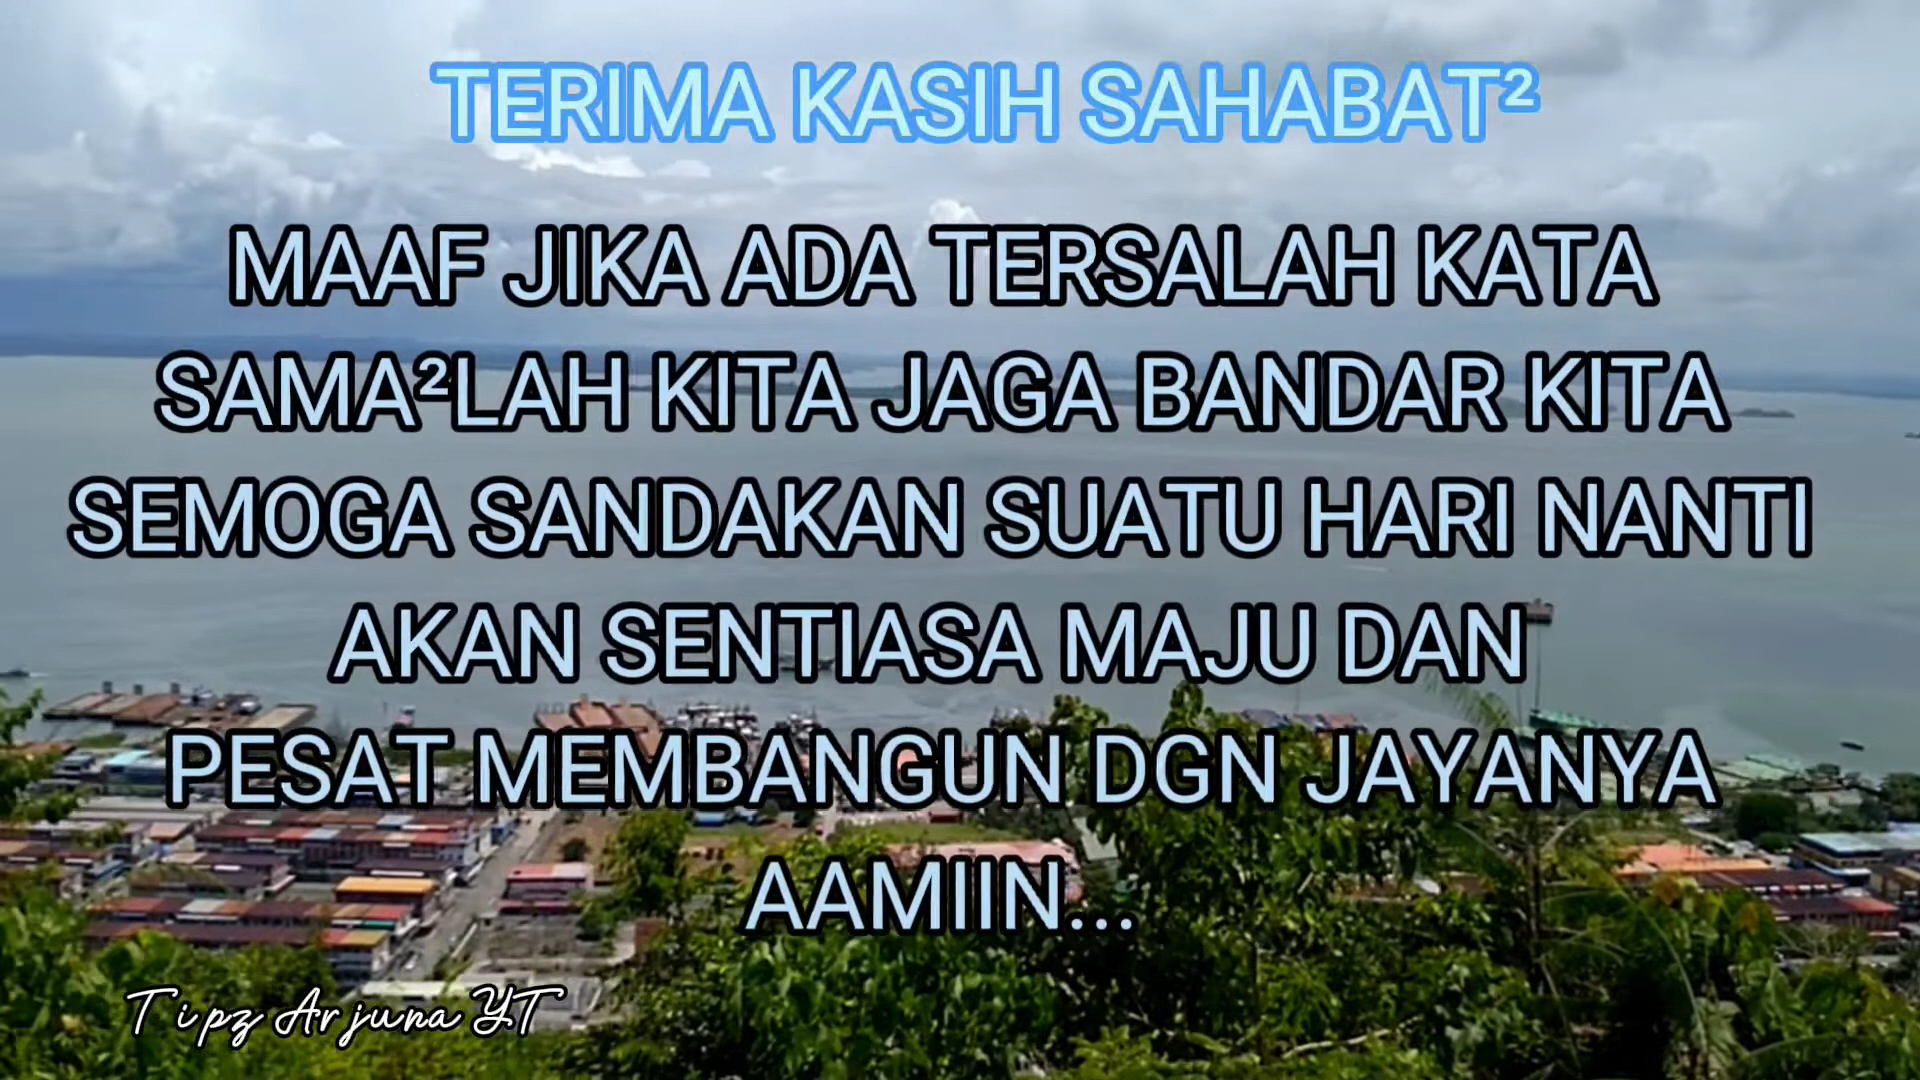 TERIMA KASIH SAHABAT²
MAAF JIKA ADA TERSALAH KATA
SAMA²LAH KITA JAGA BANDAR KITA
SEMOGA SANDAKAN SUATU HARI NANTI
AKAN SENTIASA MAJU DAN
PESAT MEMBANGUN DGN JAYANYA
AAMIIN...
Tipz Arjuna YT